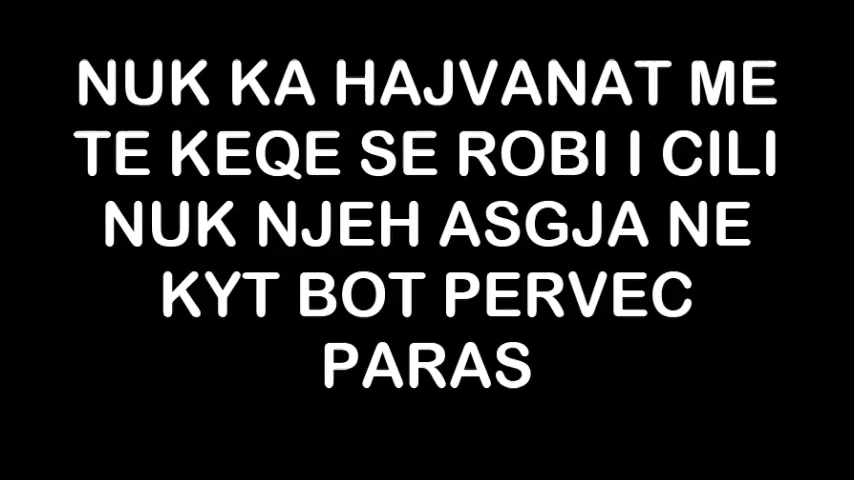 NUK KA HAJVANAT ME
TE KEQE SE ROBI I CILI
NUK NJEH ASGJA NE
KYT BOT PERVEC
PARAS